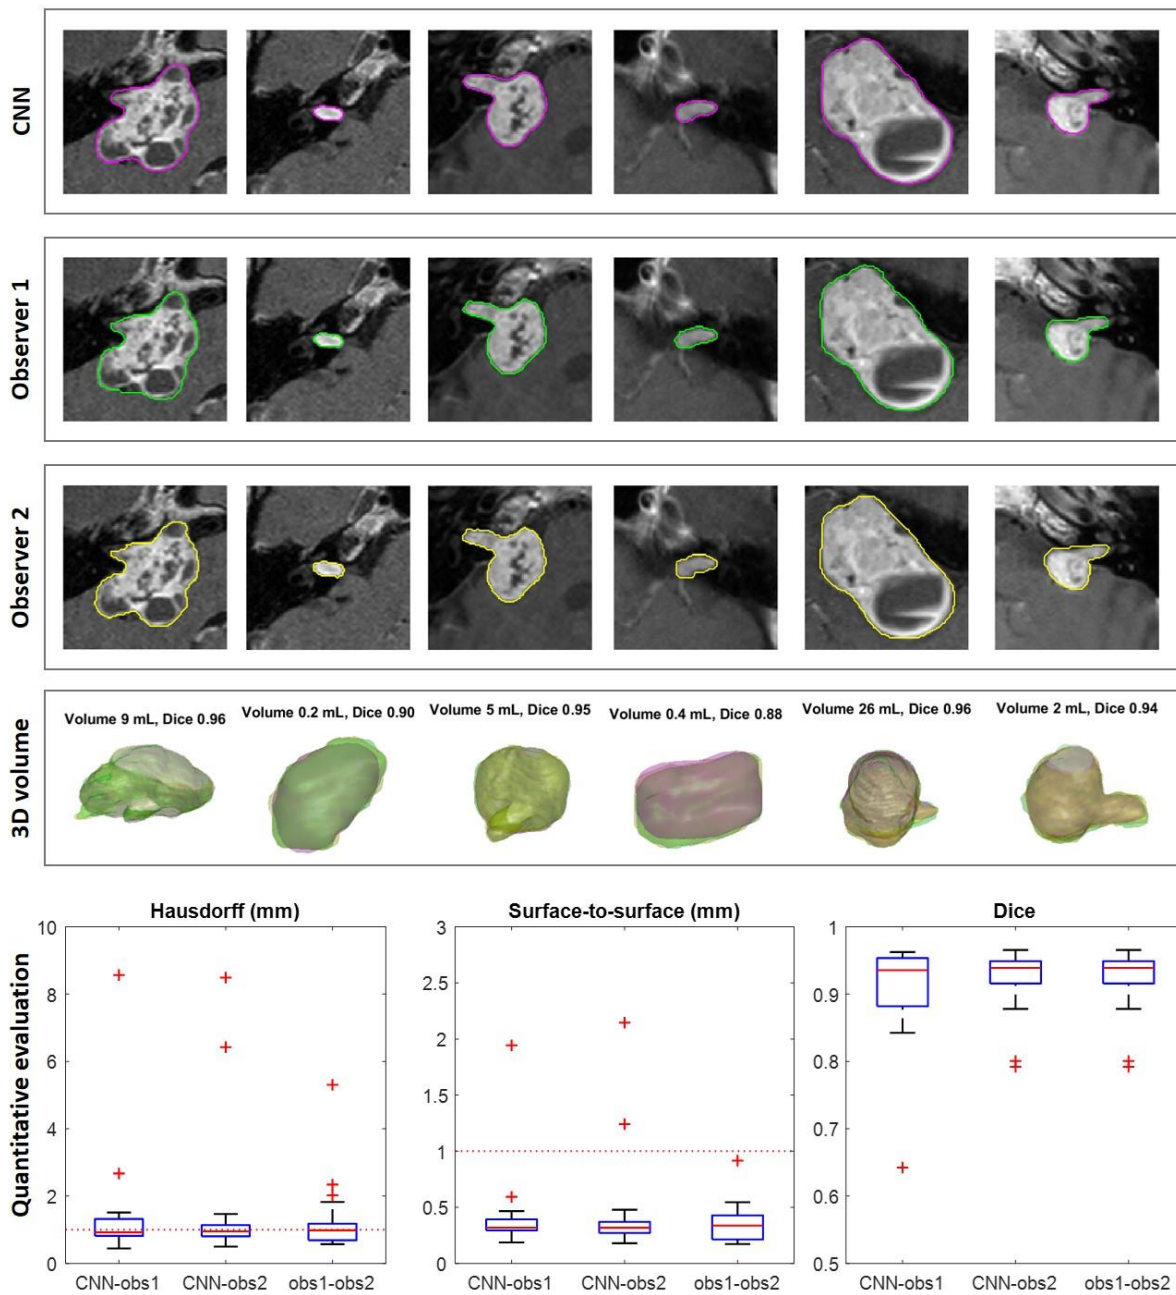 CNN
Observer 1
Observer 2
3D volume
Volume 9 mL, Dice 0.96
Volume 0.2 mL, Dice 0.90
Volume 5 mL, Dice 0.95
Volume 0.4 mL, Dice 0.88
Volume 26 mL, Dice 0.96
Volume 2 mL, Dice 0.94
Quantitative evaluation
Hausdorff (mm)
10
8
6
4
2
0
CNN-obs1
CNN-obs2
obs1-obs2
Surface-to-surface (mm)
3
2.5
2
1.5
1
0.5
0
CNN-obs1
CNN-obs2
obs1-obs2
Dice
1
0.9
0.8
0.7
0.6
0.5
CNN-obs1
CNN-obs2
obs1-obs2